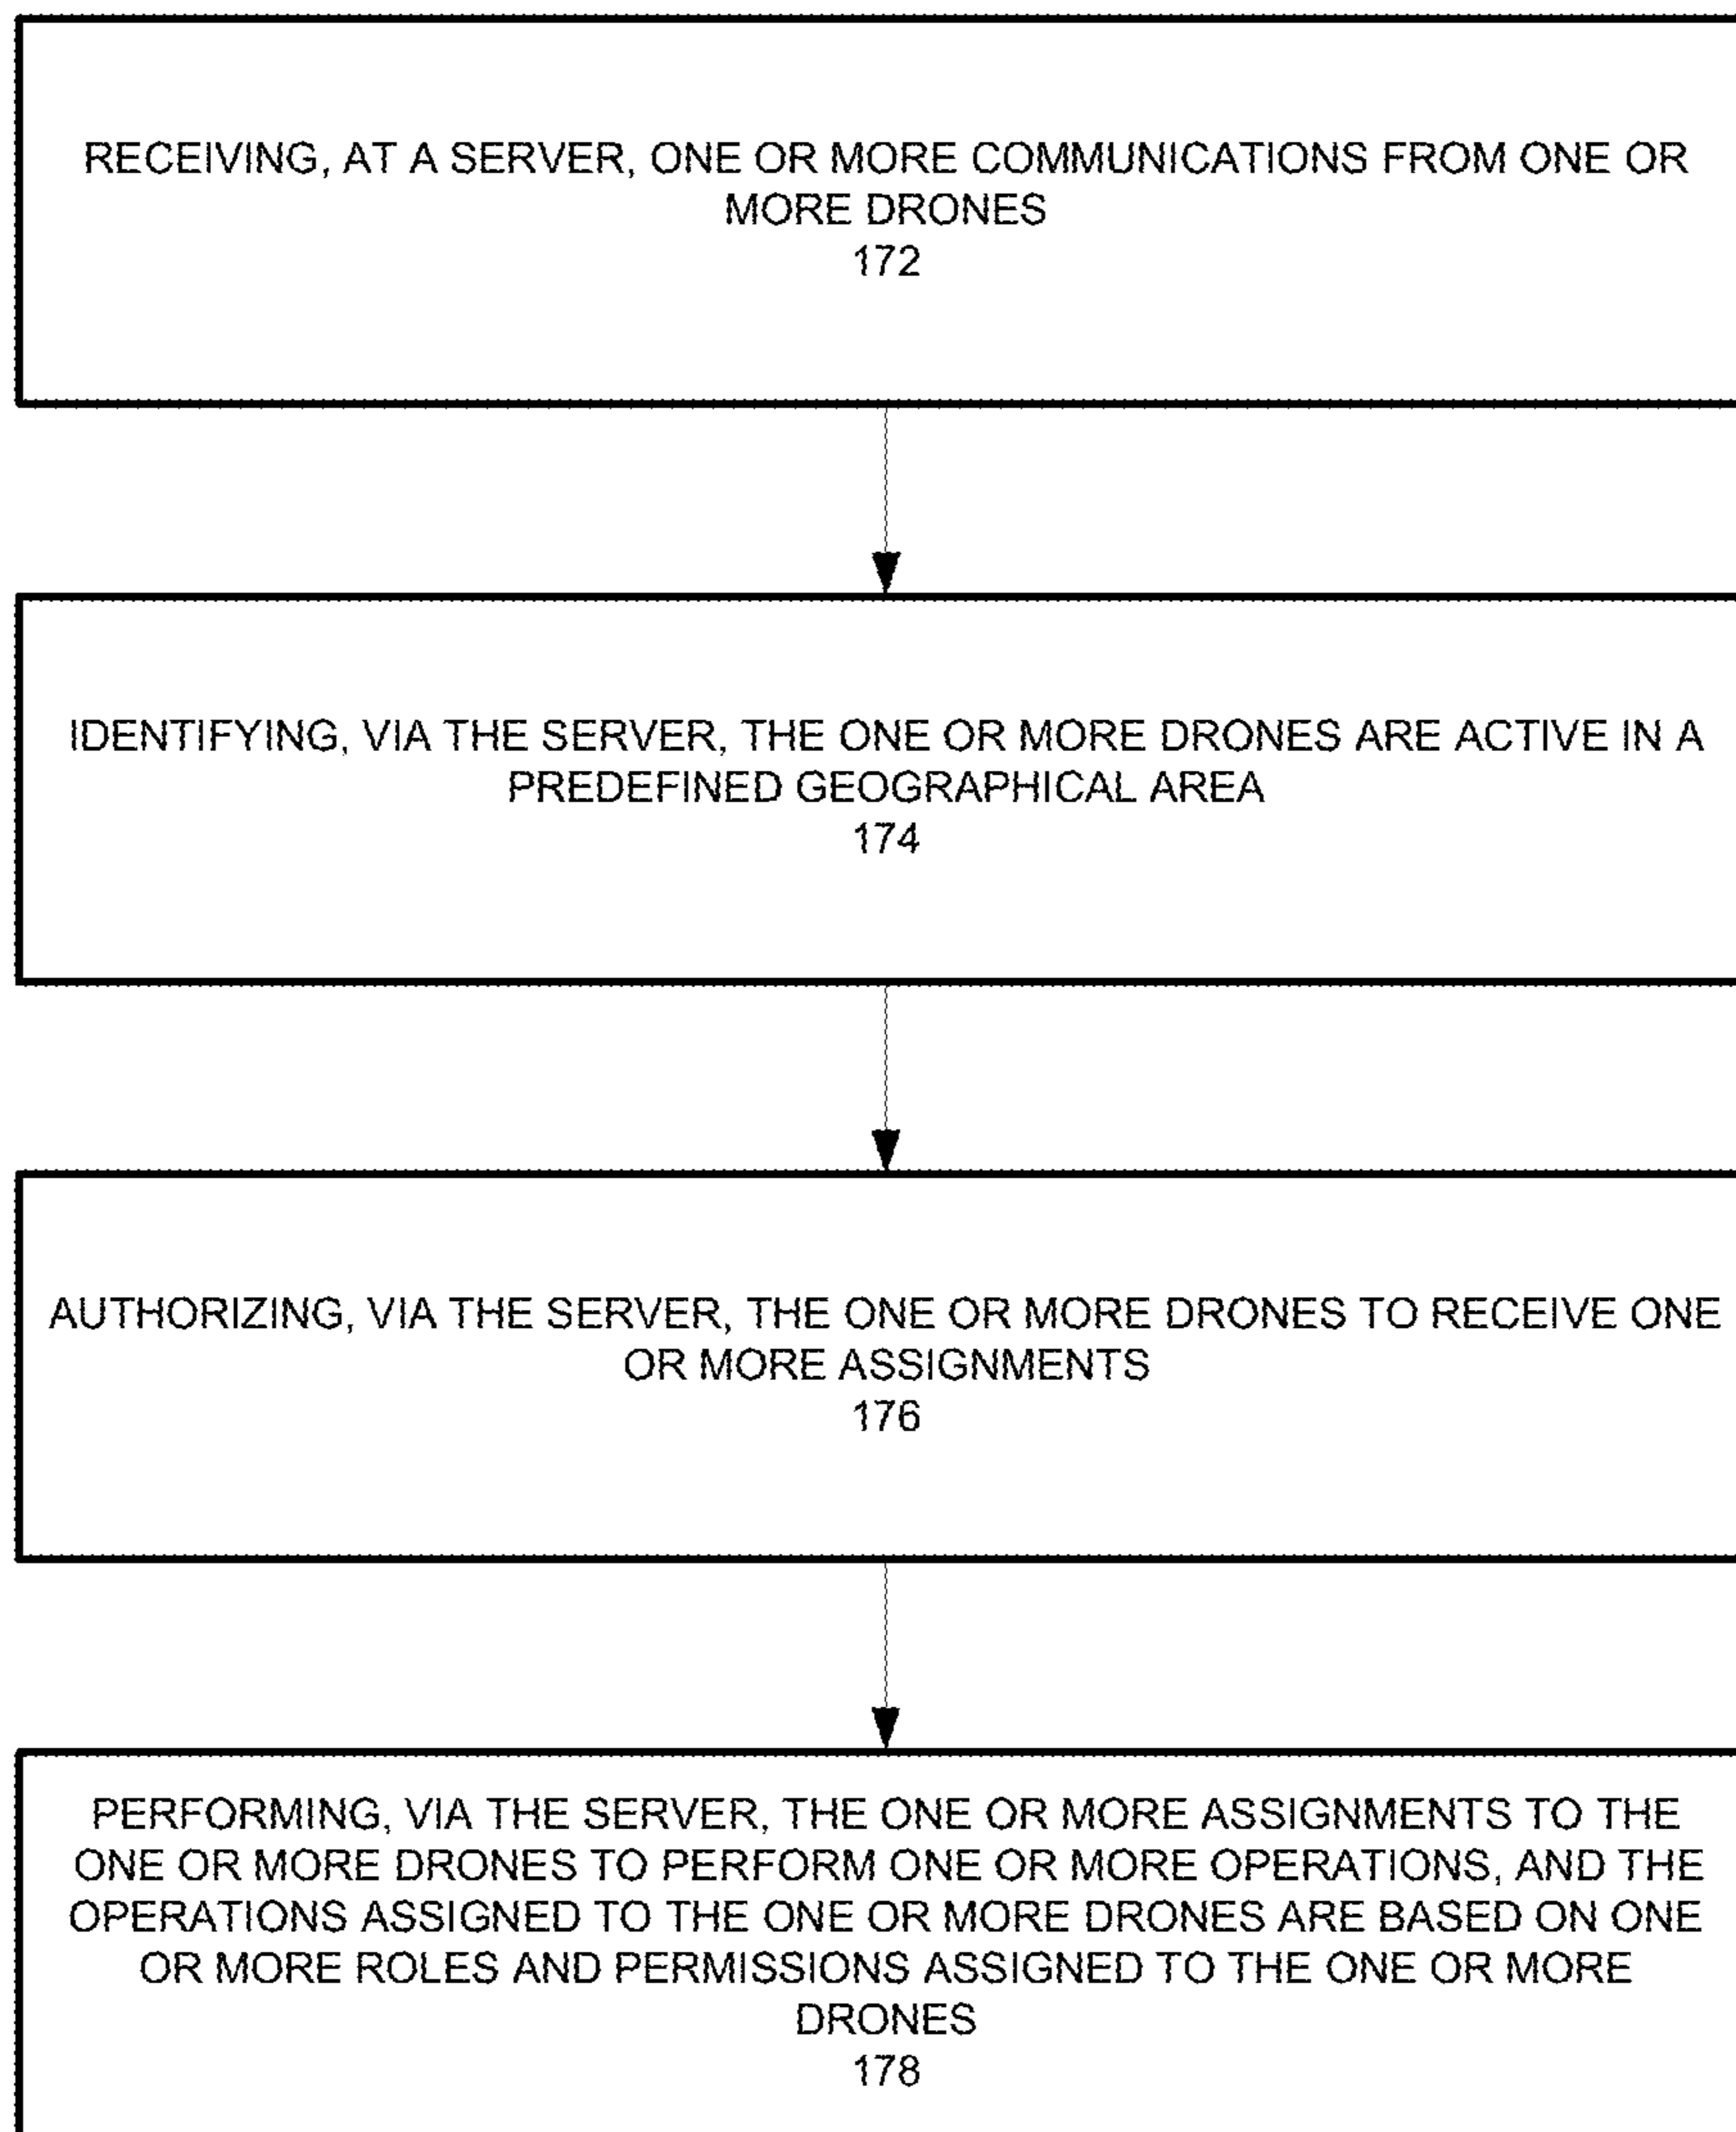 RECEIVING, AT A SERVER, ONE OR MORE COMMUNICATIONS FROM ONE OR
MORE DRONES
172
IDENTIFYING, VIA THE SERVER, THE ONE OR MORE DRONES ARE ACTIVE IN A
PREDEFINED GEOGRAPHICAL AREA
174
AUTHORIZING, VIA THE SERVER, THE ONE OR MORE DRONES TO RECEIVE ONE
OR MORE ASSIGNMENTS
176
PERFORMING, VIA THE SERVER, THE ONE OR MORE ASSIGNMENTS TO THE
ONE OR MORE DRONES TO PERFORM ONE OR MORE OPERATIONS, AND THE
OPERATIONS ASSIGNED TO THE ONE OR MORE DRONES ARE BASED ON ONE
OR MORE ROLES AND PERMISSIONS ASSIGNED TO THE ONE OR MORE
DRONES
178